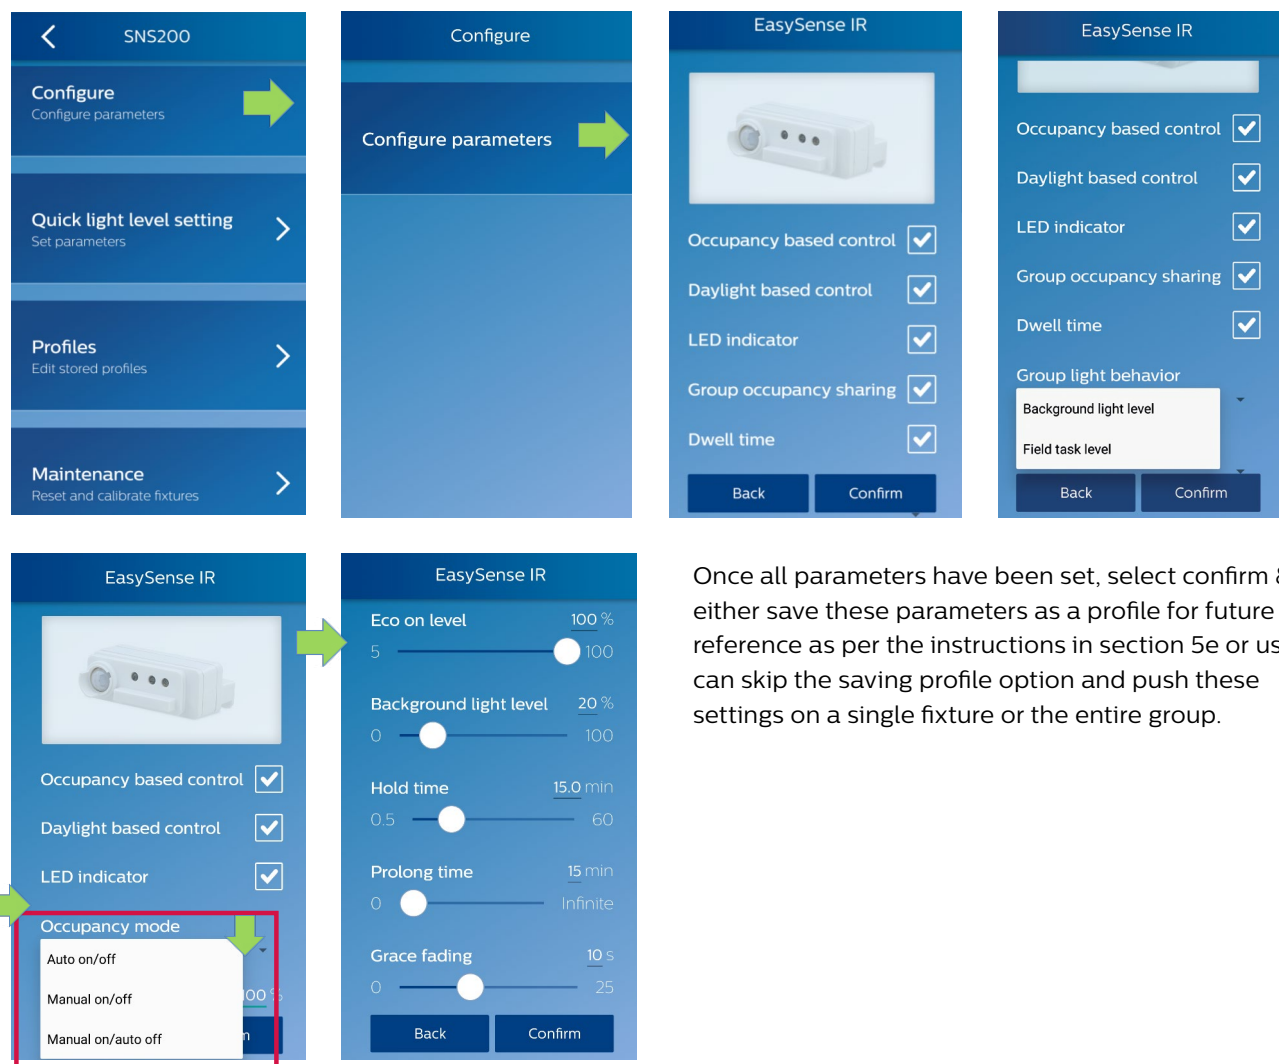 SNS200
Configure
Configure parameters
Quick light level setting
Set parameters
Profiles
Edit stored profiles
Maintenance
Reset and calibrate fixtures
Configure
Configure parameters
EasySense IR
Occupancy based control
Daylight based control
LED indicator
Group occupancy sharing
Dwell time
Back Confirm
EasySense IR
Occupancy based control
Daylight based control
LED indicator
Group occupancy sharing
Dwell time
Group light behavior
Background light level
Field task level
Back Confirm
EasySense IR
Occupancy based control
Daylight based control
LED indicator
Occupancy mode
Auto on/off
Manual on/off
Manual on/auto off
EasySense IR
Eco on level 100 %
5 100
Background light level 20 %
0 100
Hold time 15.0 min
0.5 60
Prolong time 15 min
0 Infinite
Grace fading 10 s
0 25
Back Confirm
Once all parameters have been set, select confirm &
either save these parameters as a profile for future
reference as per the instructions in section 5e or us
can skip the saving profile option and push these
settings on a single fixture or the entire group.